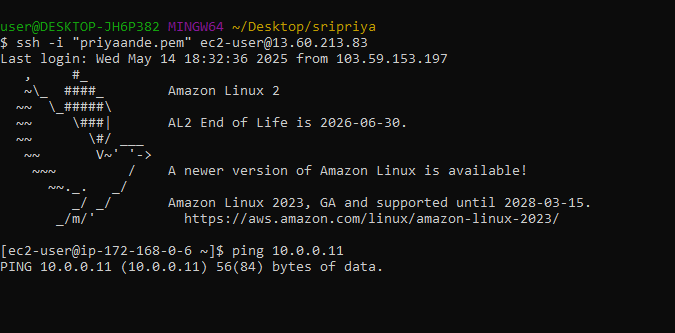 user@DESKTOP-JH6P382 MINGW64 ~/Desktop/sripriya
$ ssh -i "priyaande.pem" ec2-user@13.60.213.83
Last login: Wed May 14 18:32:36 2025 from 103.59.153.197
   ,     #_
   ~\_  ####_        Amazon Linux 2
  ~~  \_#####\
  ~~     \###|       AL2 End of Life is 2026-06-30.
  ~~       \#/ ___
   ~~       V~' '->
    ~~~         /    A newer version of Amazon Linux is available!
      ~~._.   _/
         _/ _/       Amazon Linux 2023, GA and supported until 2028-03-15.
       _/m/'           https://aws.amazon.com/linux/amazon-linux-2023/
[ec2-user@ip-172-168-0-6 ~]$ ping 10.0.0.11
PING 10.0.0.11 (10.0.0.11) 56(84) bytes of data.